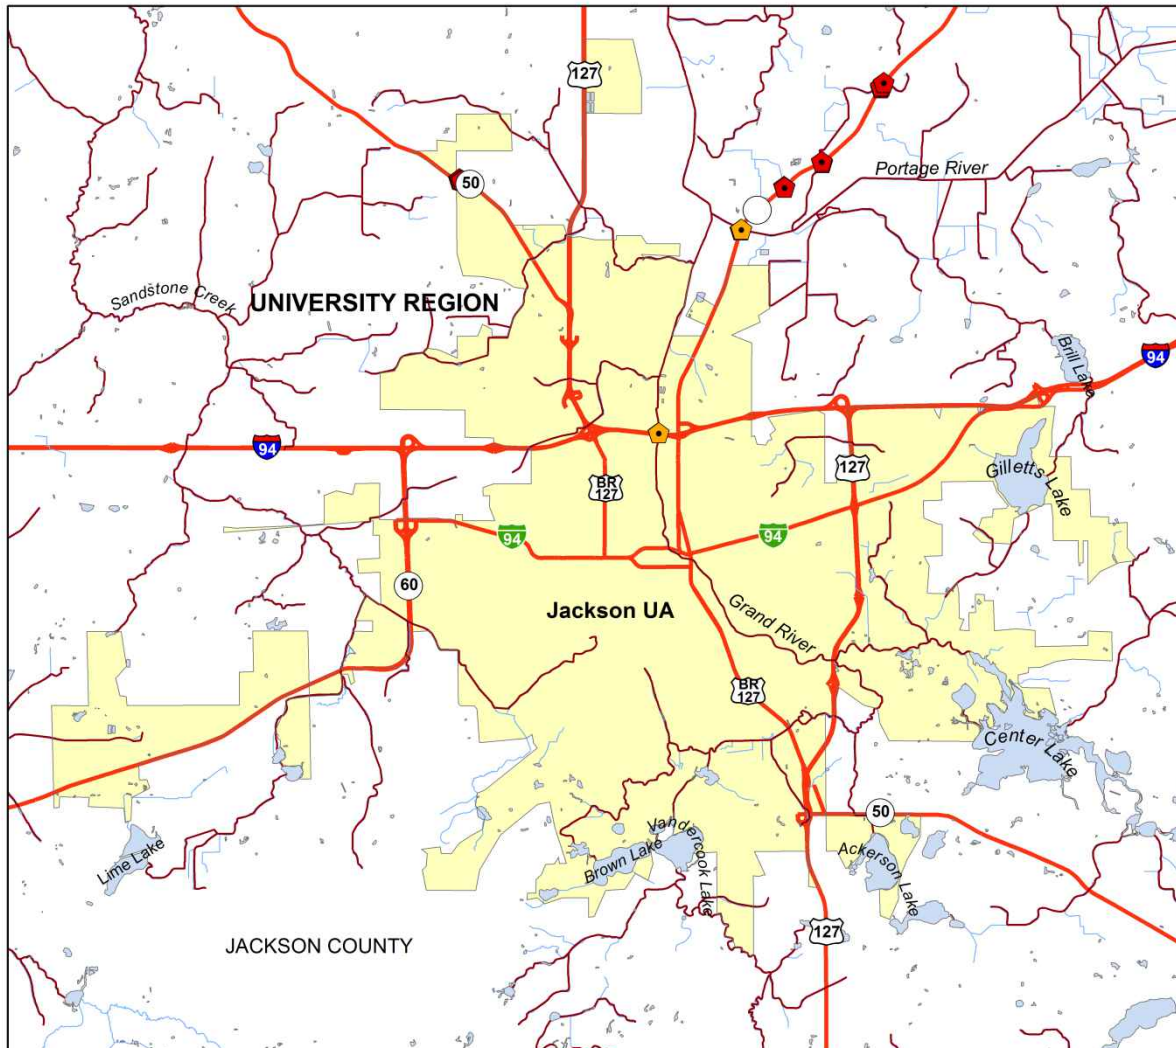 127
Portage River
50
Sandstone Creek
UNIVERSITY REGION
Brill Lake
94
94
127
Gilletts Lake
BR
127
94
94
60
Jackson UA
Grand River
BR
127
Center Lake
50
Vandercook Lake
Brown Lake
Ackerson Lake
Lime Lake
127
JACKSON COUNTY